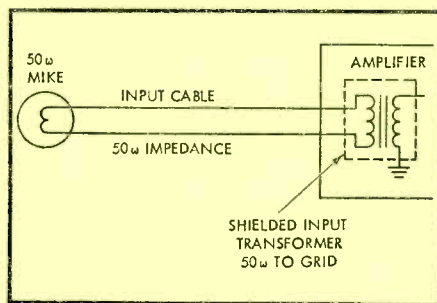 50ω
MIKE
INPUT CABLE
50ω IMPEDANCE
AMPLIFIER
SHIELDED INPUT
TRANSFORMER
50ω TO GRID